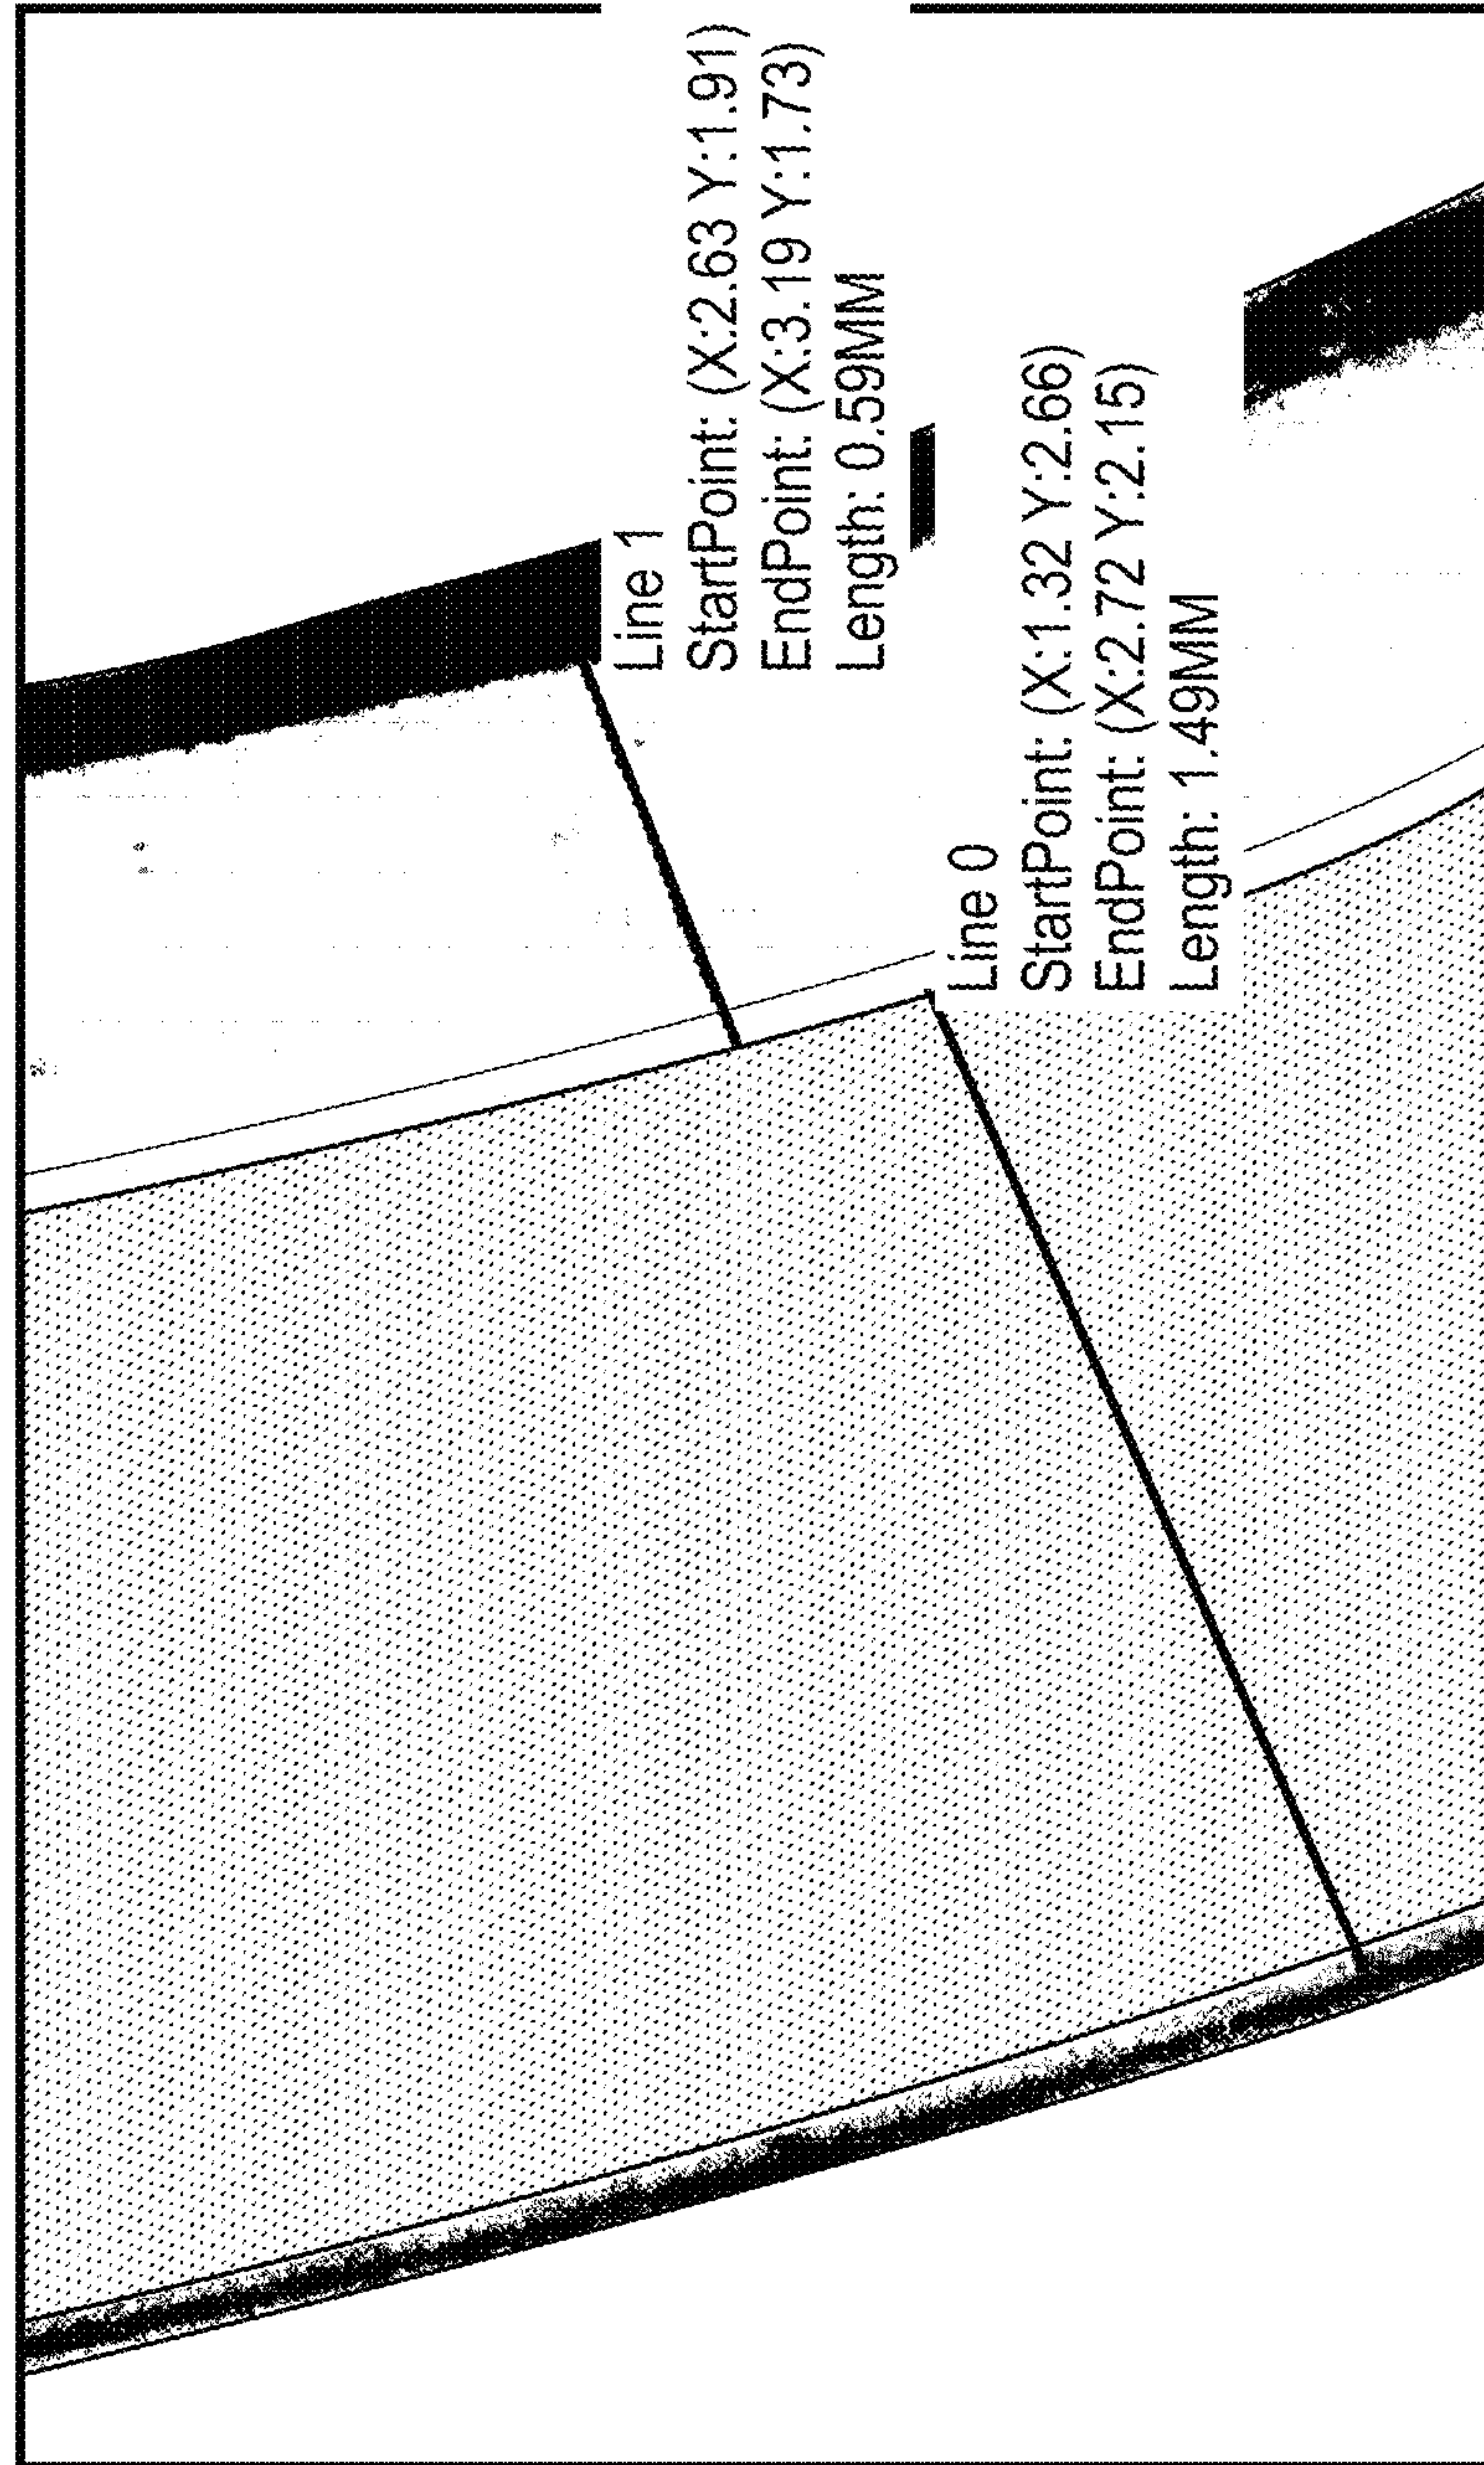 Line 1
StartPoint: (X:2.63 Y:1.91)
EndPoint: (X:3.19 Y:1.73)
Length: 0.59MM
Line 0
StartPoint: (X:1.32 Y:2.66)
EndPoint: (X:2.72 Y:2.15)
Length: 1.49MM